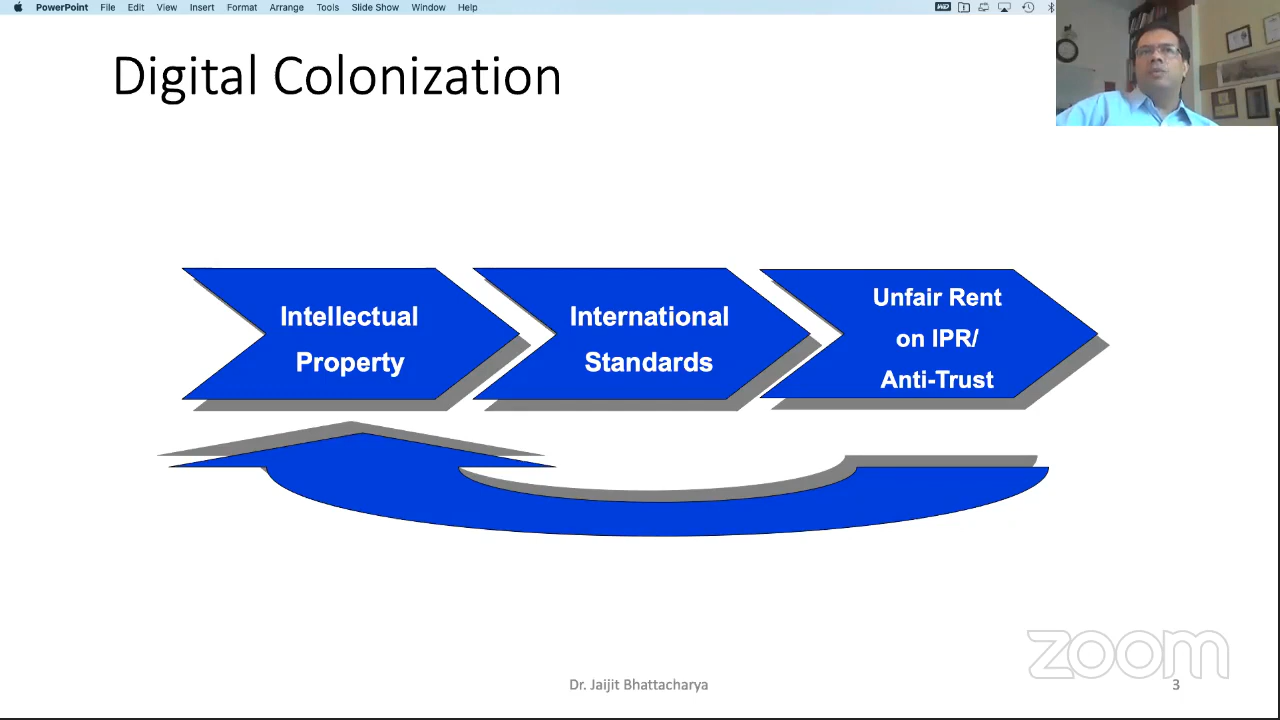 PowerPoint File Edit View Insert Format Arrange Tools Slide Show Window Help
Digital Colonization
Intellectual
Property
International
Standards
Unfair Rent
on IPR/
Anti-Trust
zoom
Dr. Jaijit Bhattacharya
3